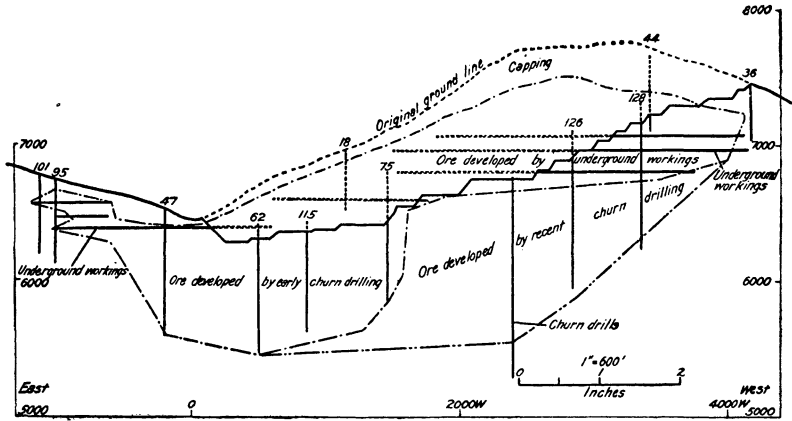 8000
44
36
Original ground line
Capping
128
126
7000
18
7000
101
95
75
Ore developed by underground workings
Underground
workings
47
62
115
churn drilling
by recent
Ore developed
Underground workings
6000
Ore developed by early churn drilling
6000
Churn drills
1"=600'
0 1 2
Inches
East
West
5000
0
2000W
4000W
5000